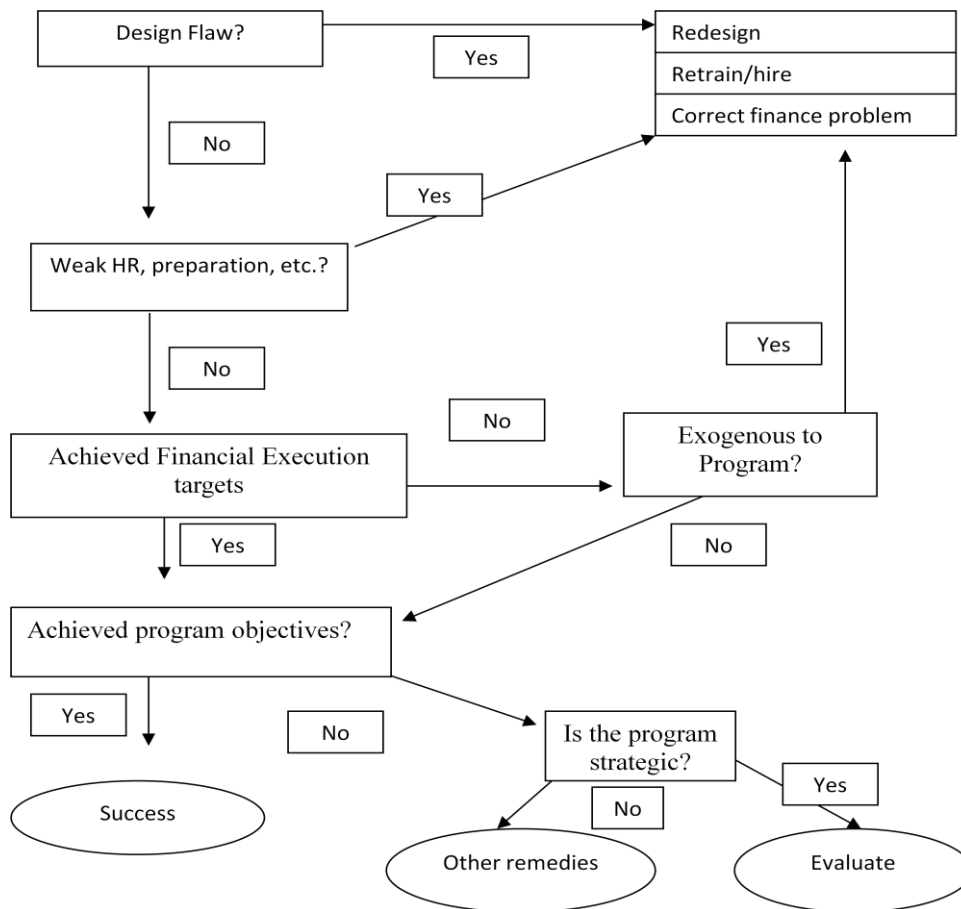 Design Flaw?
Yes
Redesign
Retrain/hire
Correct finance problem
No
Yes
Weak HR, preparation, etc.?
No
Yes
No
Achieved Financial Execution
targets
Exogenous to
Program?
Yes
No
Achieved program objectives?
Yes
No
Is the program
strategic?
Yes
No
Success
Other remedies
Evaluate